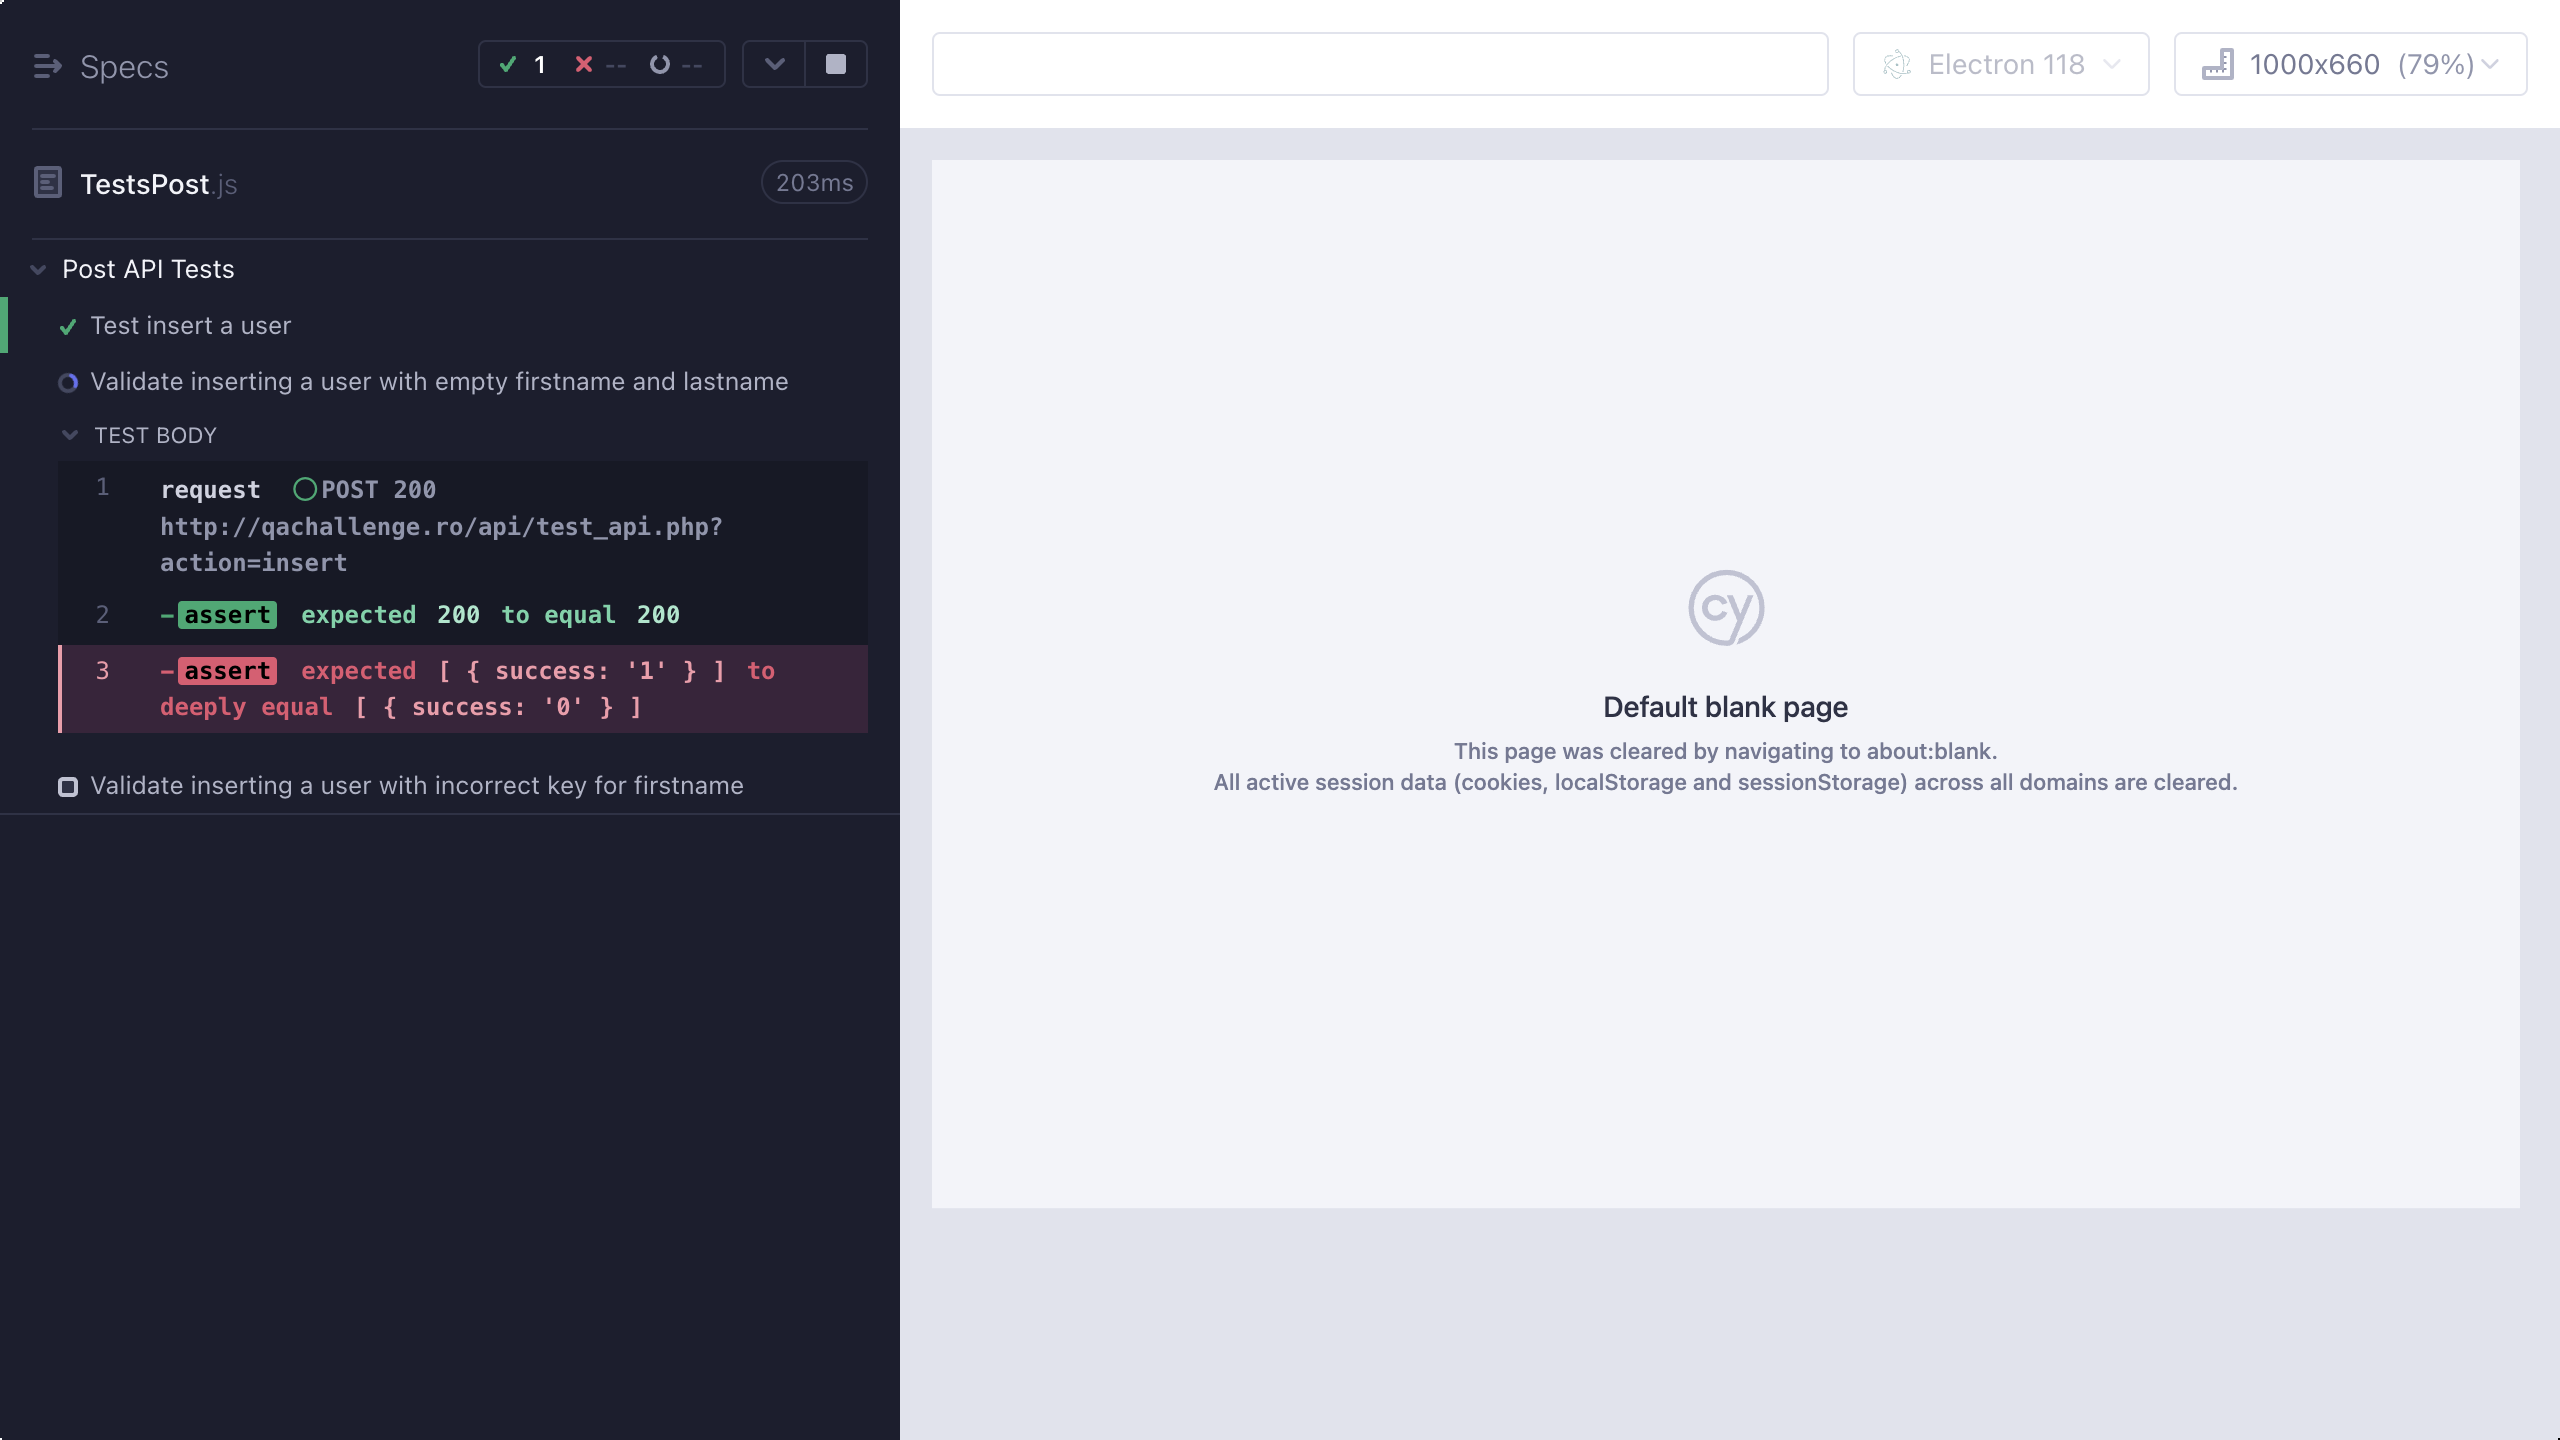 Specs
1 -- --
TestsPost.js
203ms
Post API Tests
Test insert a user
Validate inserting a user with empty firstname and lastname
TEST BODY
1 request POST 200
http://qachallenge.ro/api/test_api.php?
action=insert
2 -assert expected 200 to equal 200
3 -assert expected [ { success: '1' } ] to
deeply equal [ { success: '0' } ]
Validate inserting a user with incorrect key for firstname
Electron 118
1000x660 (79%)
cy
Default blank page
This page was cleared by navigating to about:blank.
All active session data (cookies, localStorage and sessionStorage) across all domains are cleared.